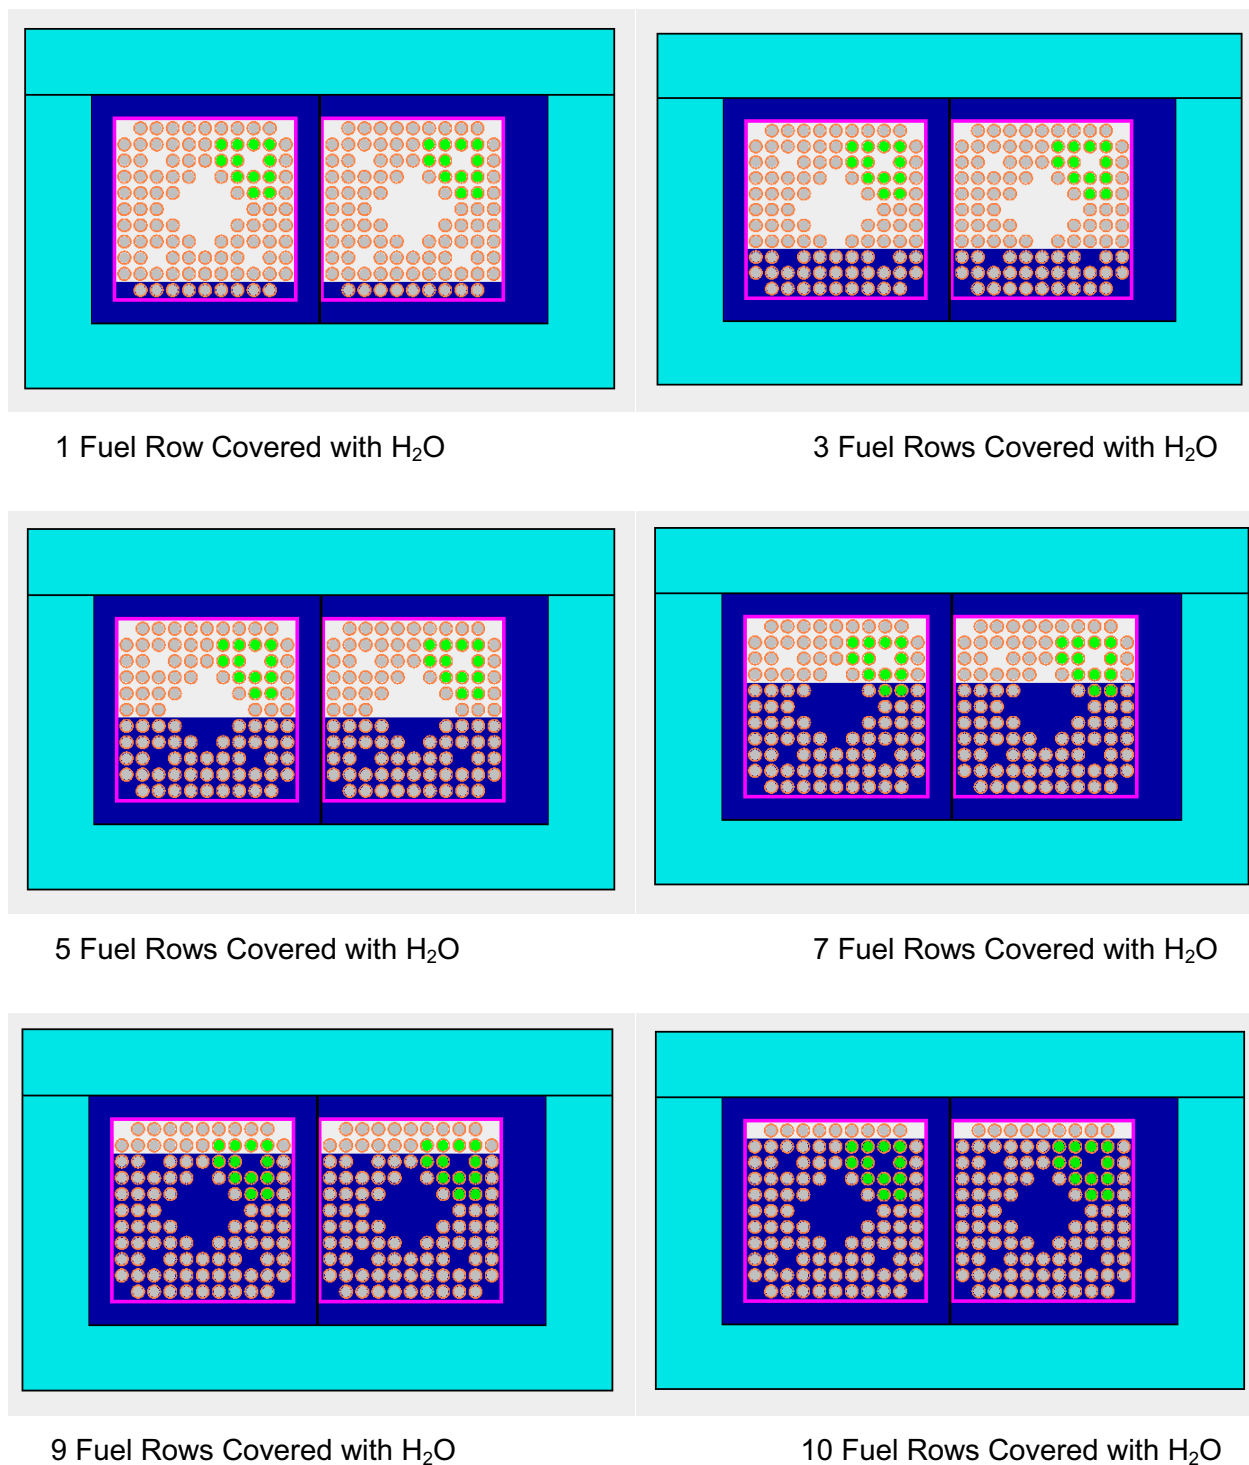 1 Fuel Row Covered with H₂O
3 Fuel Rows Covered with H₂O
5 Fuel Rows Covered with H₂O
7 Fuel Rows Covered with H₂O
9 Fuel Rows Covered with H₂O
10 Fuel Rows Covered with H₂O